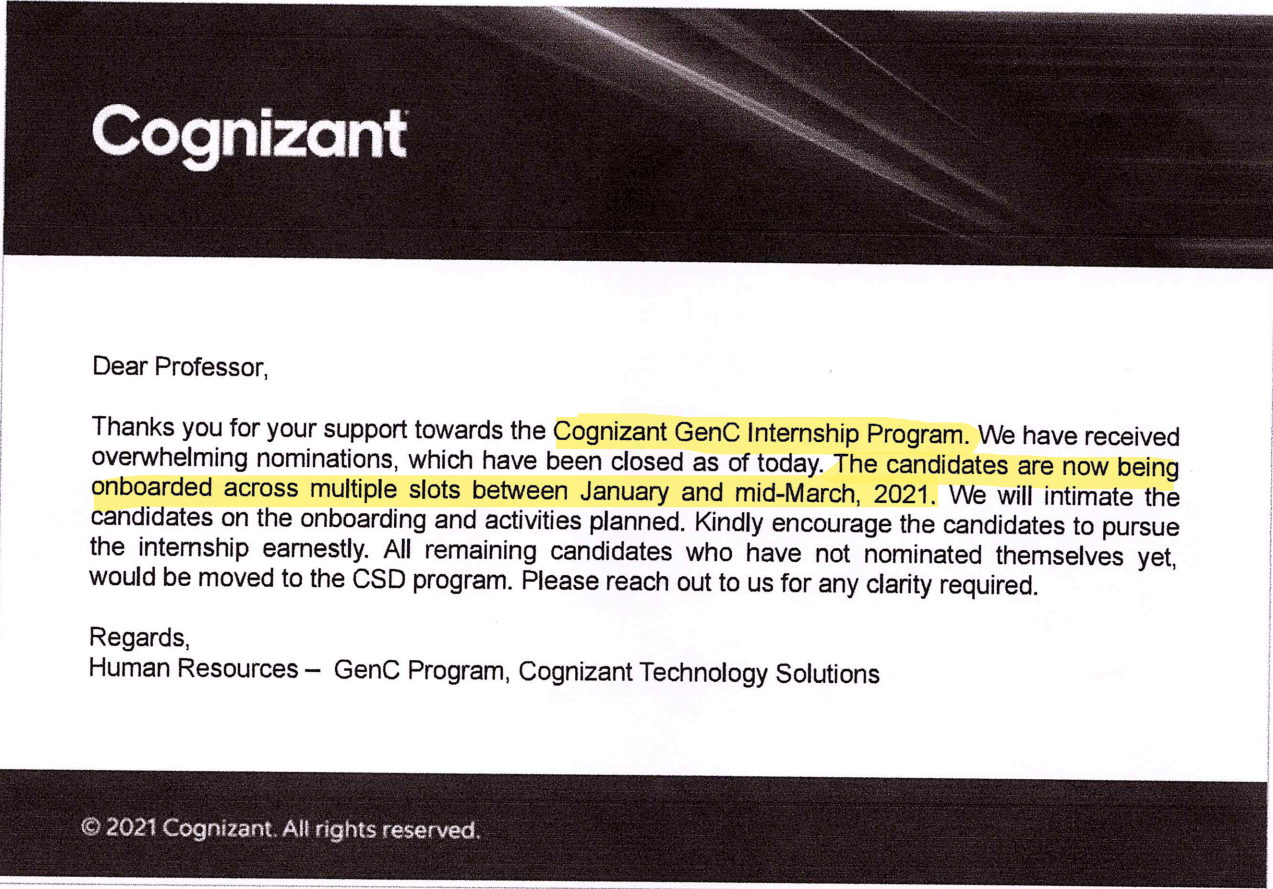 Cognizant
Dear Professor,
Thanks you for your support towards the Cognizant GenC Internship Program. We have received
overwhelming nominations, which have been closed as of today. The candidates are now being
onboarded across multiple slots between January and mid-March, 2021. We will intimate the
candidates on the onboarding and activities planned. Kindly encourage the candidates to pursue
the internship earnestly. All remaining candidates who have not nominated themselves yet,
would be moved to the CSD program. Please reach out to us for any clarity required.
Regards,
Human Resources – GenC Program, Cognizant Technology Solutions
© 2021 Cognizant. All rights reserved.